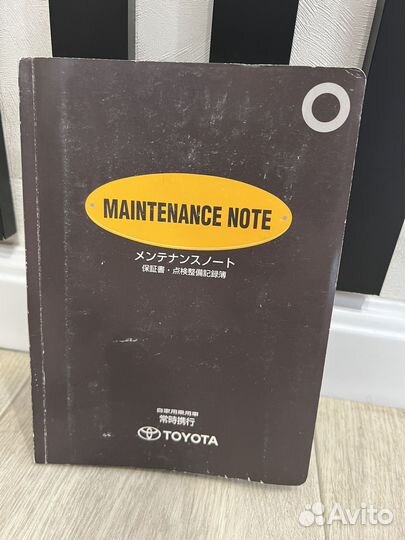 MAINTENANCE NOTE
メンテナンスノート
保証書・点検整備記録簿
自家用乗用車
常時携行
TOYOTA
Avito